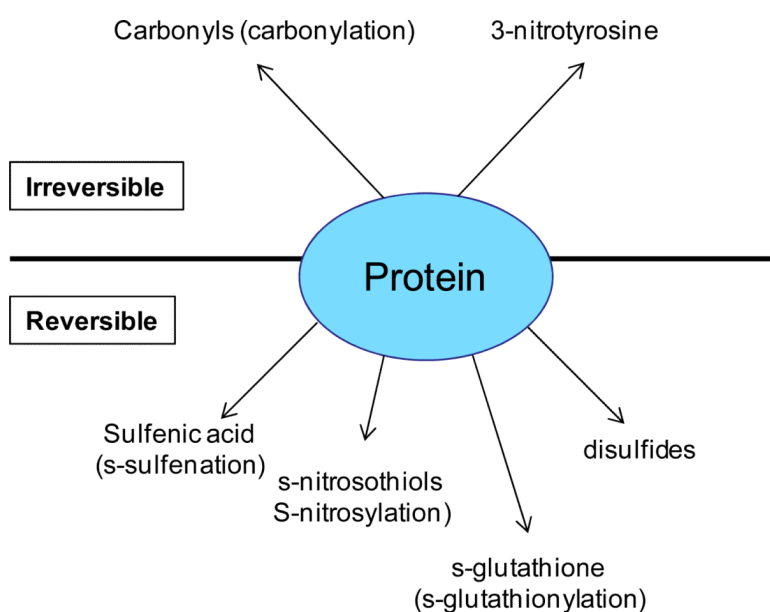 Carbonyls (carbonylation)
3-nitrotyrosine
Irreversible
Protein
Reversible
Sulfenic acid
(s-sulfenation)
s-nitrosothiols
S-nitrosylation)
disulfides
s-glutathione
(s-glutathionylation)